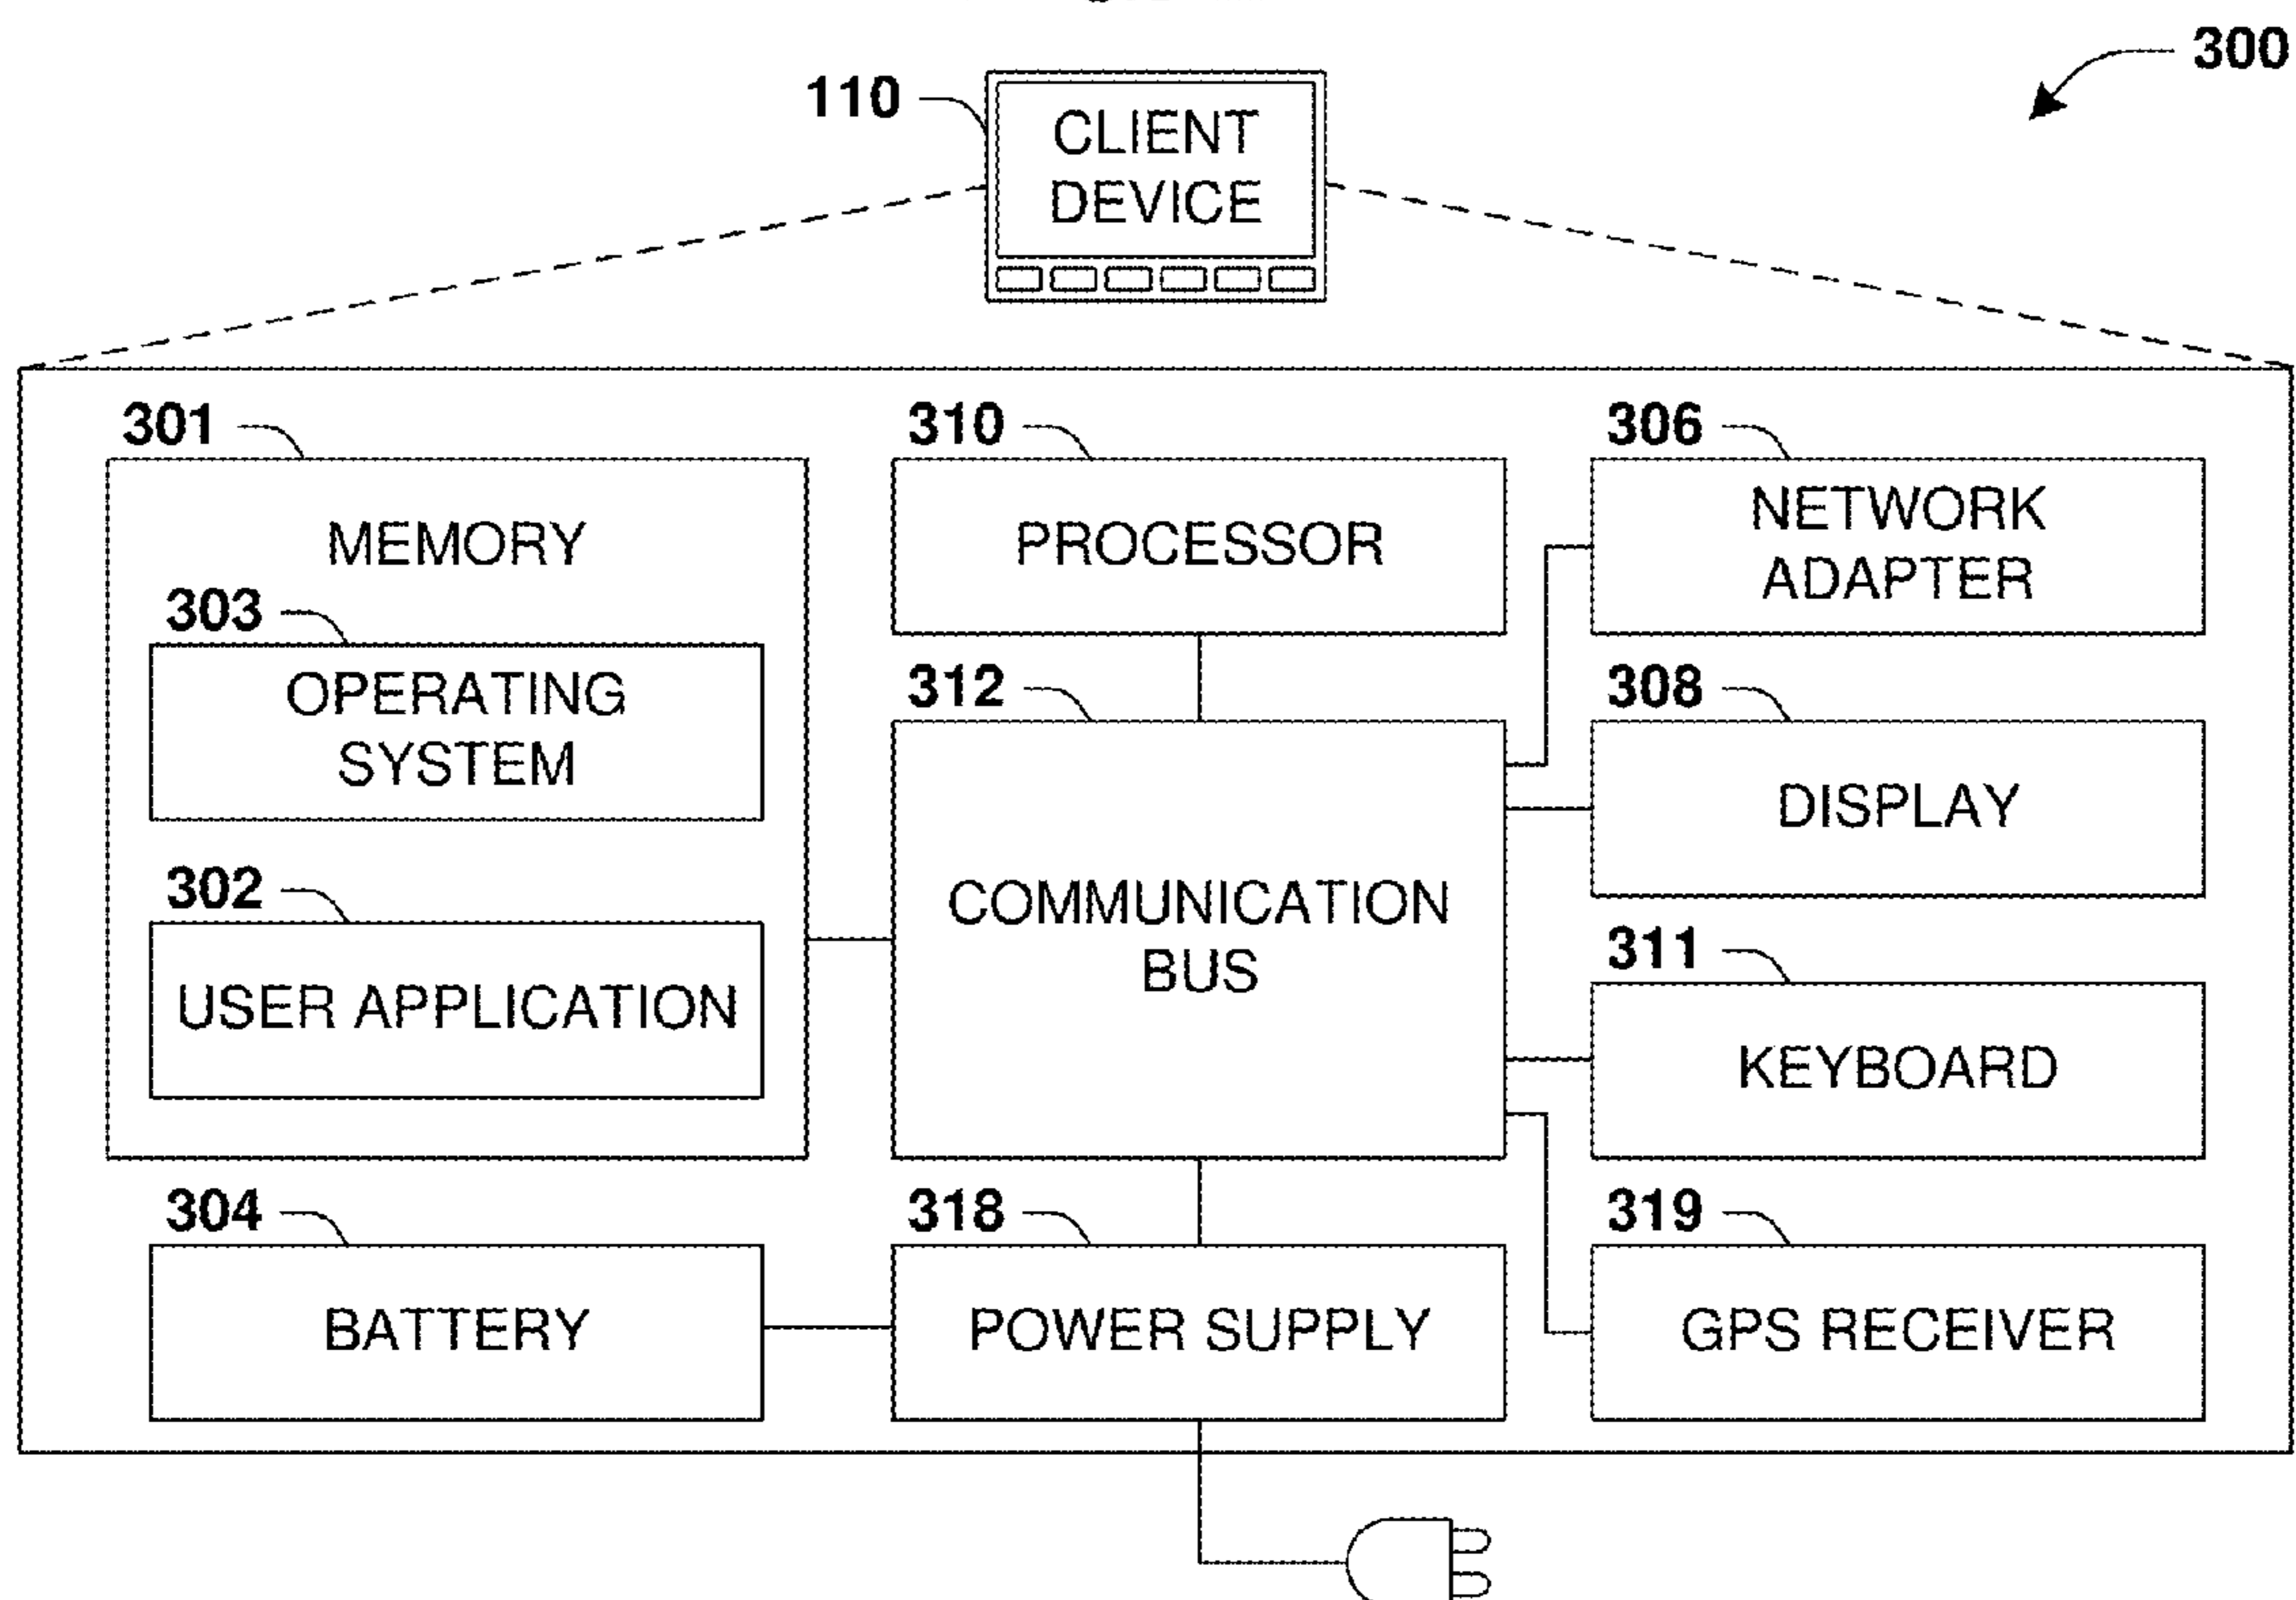 300
110
CLIENT
DEVICE
301
310
306
MEMORY
PROCESSOR
NETWORK
ADAPTER
303
OPERATING
SYSTEM
312
308
DISPLAY
302
USER APPLICATION
COMMUNICATION
BUS
311
KEYBOARD
304
318
319
BATTERY
POWER SUPPLY
GPS RECEIVER